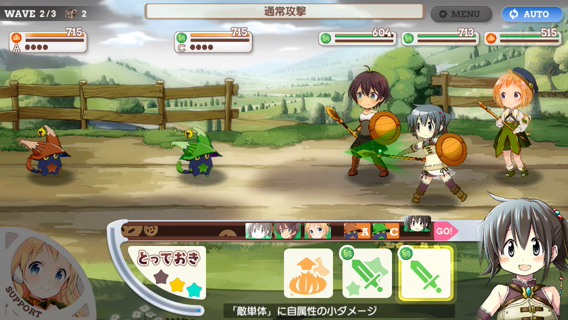 WAVE 2/3 2
通常攻撃
MENU
AUTO
715
A
715
C
604
713
515
A
C
GO!
とっておき
SUPPORT
「敵単体」に自属性の小ダメージ